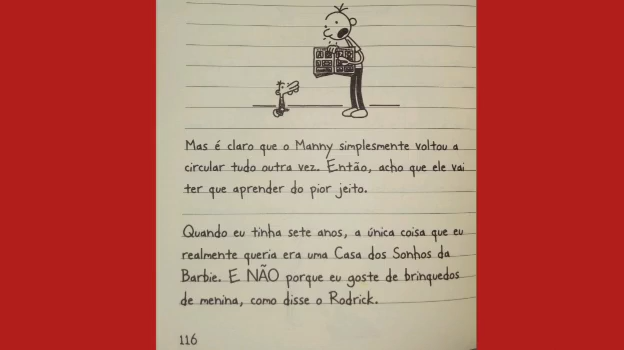 Mas é claro que o Manny simplesmente voltou a
circular tudo outra vez. Então, acho que ele vai
ter que aprender do pior jeito.
Quando eu tinha sete anos, a única coisa que eu
realmente queria era uma Casa dos Sonhos da
Barbie. E NÃO porque eu goste de brinquedos
de menina, como disse o Rodrick.
116